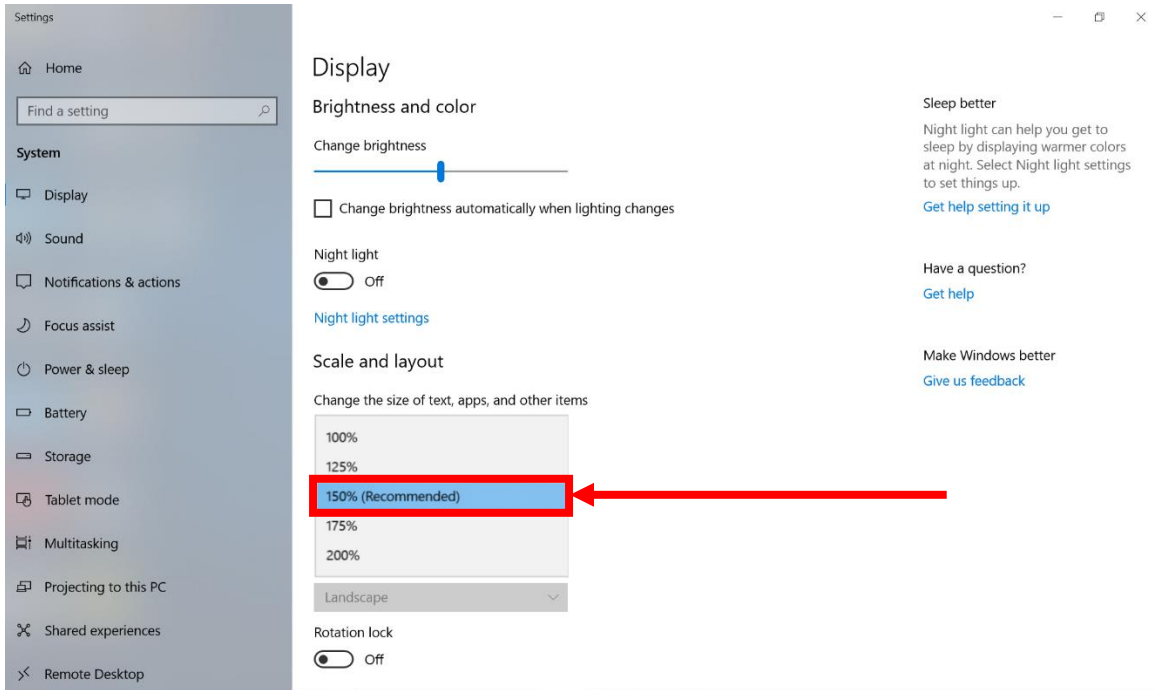 Settings
Home
Find a setting
System
Display
Sound
Notifications & actions
Focus assist
Power & sleep
Battery
Storage
Tablet mode
Multitasking
Projecting to this PC
Shared experiences
Remote Desktop
Display
Brightness and color
Change brightness
Change brightness automatically when lighting changes
Night light
Off
Night light settings
Scale and layout
Change the size of text, apps, and other items
100%
125%
150% (Recommended)
175%
200%
Landscape
Rotation lock
Off
Sleep better
Night light can help you get to
sleep by displaying warmer colors
at night. Select Night light settings
to set things up.
Get help setting it up
Have a question?
Get help
Make Windows better
Give us feedback